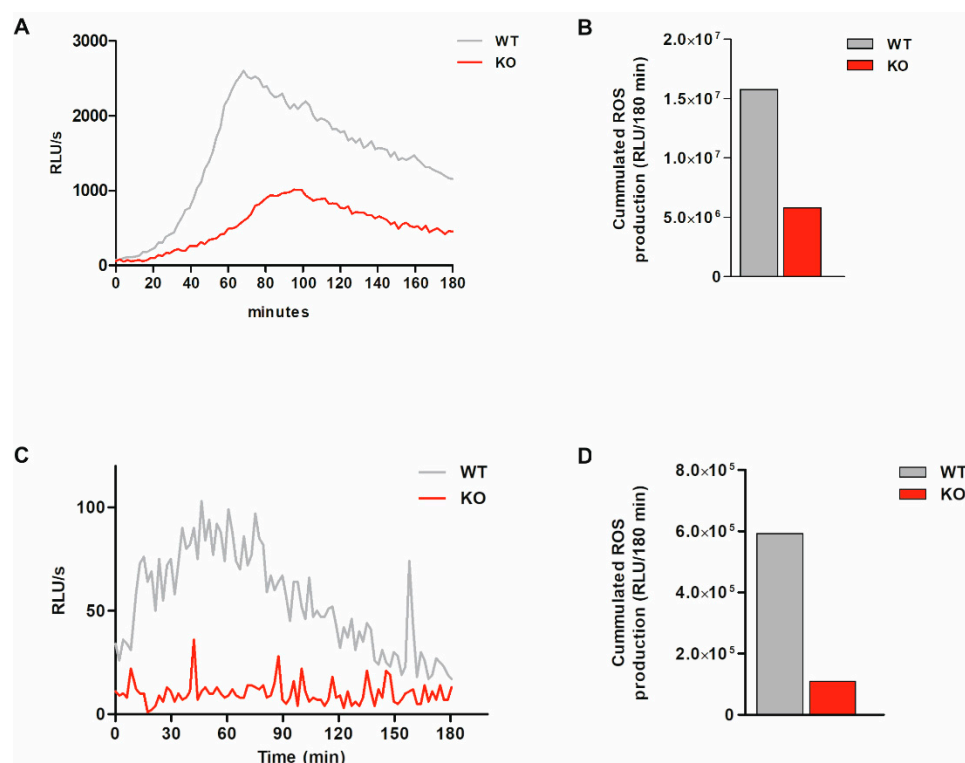 A
3000
2000
1000
0
RLU/s
WT
KO
0 20 40 60 80 100 120 140 160 180
minutes
B
Cummulated ROS
production (RLU/180 min)
2.0×10⁷
1.5×10⁷
1.0×10⁷
5.0×10⁶
0
WT
KO
C
100
50
0
RLU/s
WT
KO
0 30 60 90 120 150 180
Time (min)
D
Cummulated ROS
production (RLU/180 min)
8.0×10⁵
6.0×10⁵
4.0×10⁵
2.0×10⁵
0
WT
KO